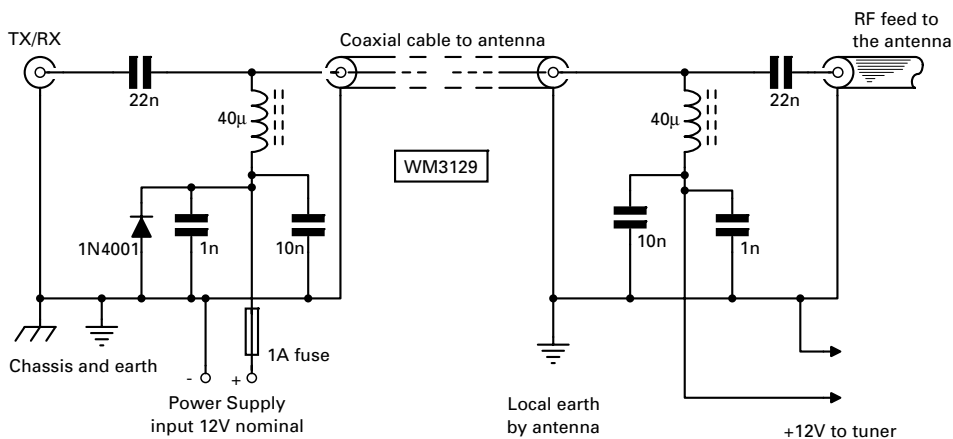 TX/RX
Coaxial cable to antenna
RF feed to
the antenna
22n
22n
40µ
40µ
WM3129
1N4001
1n
10n
10n
1n
1A fuse
Chassis and earth
- +
Power Supply
input 12V nominal
Local earth
by antenna
+12V to tuner